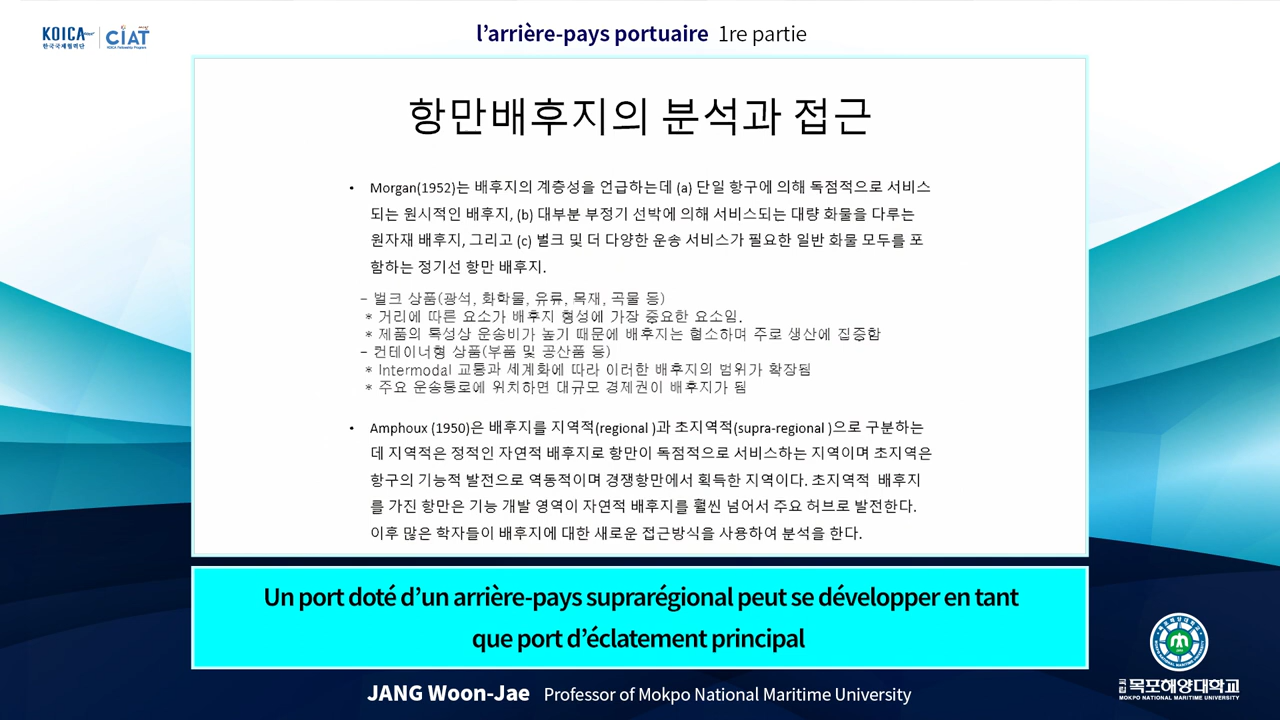 KOICA
한국국제협력단
CIAT
KOICA Fellowship Program
l’arrière-pays portuaire 1re partie
항만배후지의 분석과 접근
• Morgan(1952)는 배후지의 계층성을 언급하는데 (a) 단일 항구에 의해 독점적으로 서비스
되는 원시적인 배후지, (b) 대부분 부정기 선박에 의해 서비스되는 대량 화물을 다루는
원자재 배후지, 그리고 (c) 벌크 및 더 다양한 운송 서비스가 필요한 일반 화물 모두를 포
함하는 정기선 항만 배후지.
– 벌크 상품(광석, 화학물, 유류, 목재, 곡물 등)
* 거리에 따른 요소가 배후지 형성에 가장 중요한 요소임.
* 제품의 특성상 운송비가 높기 때문에 배후지는 협소하며 주로 생산에 집중함
– 컨테이너형 상품(부품 및 공산품 등)
* Intermodal 교통과 세계화에 따라 이러한 배후지의 범위가 확장됨
* 주요 운송통로에 위치하면 대규모 경제권이 배후지가 됨
• Amphoux (1950)은 배후지를 지역적(regional )과 초지역적(supra-regional )으로 구분하는
데 지역적은 정적인 자연적 배후지로 항만이 독점적으로 서비스하는 지역이며 초지역은
항구의 기능적 발전으로 역동적이며 경쟁항만에서 획득한 지역이다. 초지역적 배후지
를 가진 항만은 기능 개발 영역이 자연적 배후지를 훨씬 넘어서 주요 허브로 발전한다.
이후 많은 학자들이 배후지에 대한 새로운 접근방식을 사용하여 분석을 한다.
Un port doté d’un arrière-pays suprarégional peut se développer en tant
que port d’éclatement principal
JANG Woon-Jae Professor of Mokpo National Maritime University
국립 목포해양대학교
MOKPO NATIONAL MARITIME UNIVERSITY